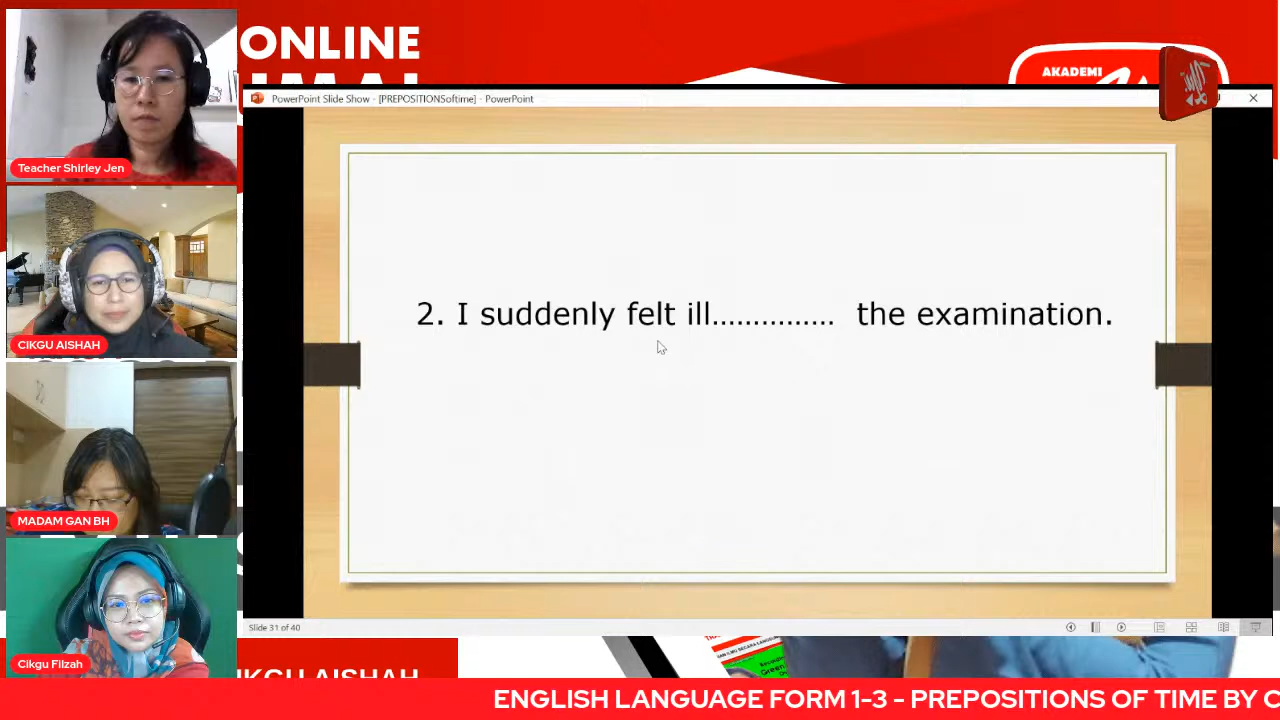 ONLINE
AKADEMI
PowerPoint Slide Show - [PREPOSITIONSoftime] - PowerPoint
Teacher Shirley Jen
2. I suddenly felt ill............... the examination.
CIKGU AISHAH
MADAM GAN BH
Slide 31 of 40
Cikgu Filzah
CIKGU AISHAH
ENGLISH LANGUAGE FORM 1-3 - PREPOSITIONS OF TIME BY C